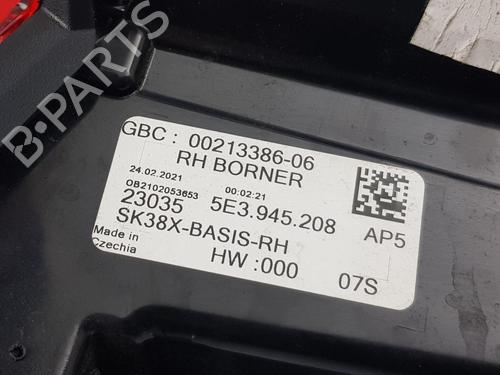 B-PARTS
GBC : 00213386-06
RH BORNER
24.02.2021 00:02:21
OB2102053653
23035 5E3.945.208 AP5
SK38X-BASIS-RH
Made in
Czechia
HW :000 07S